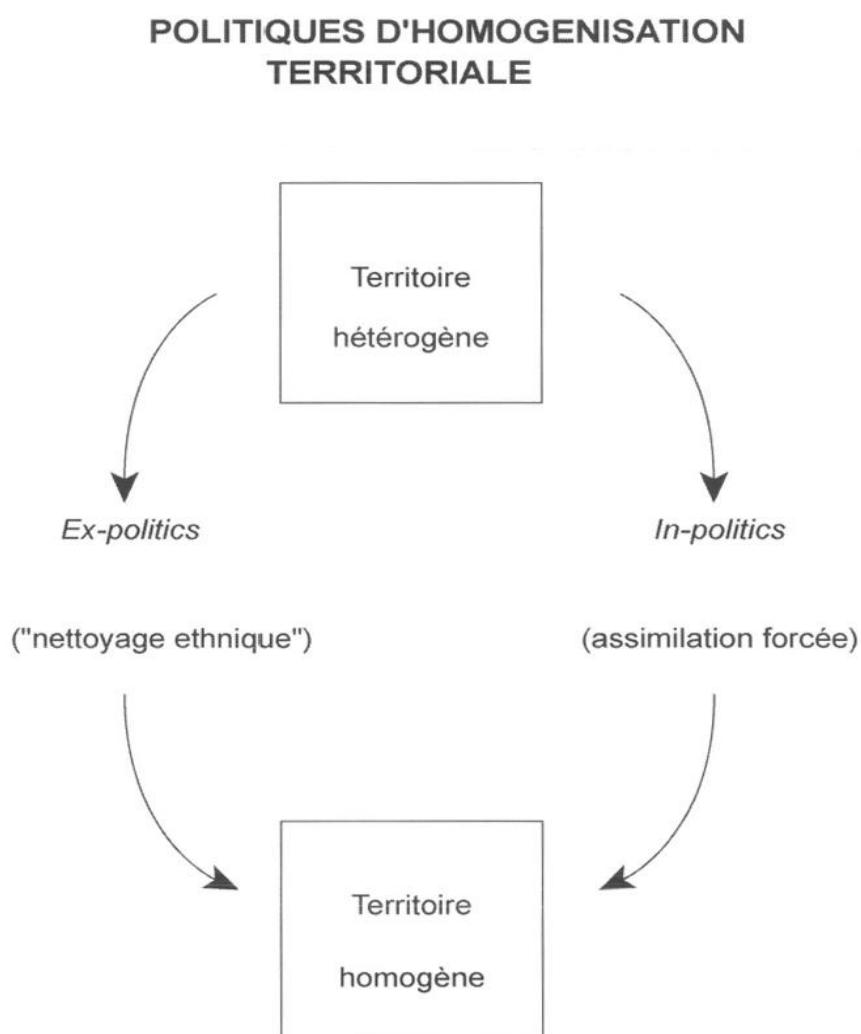 POLITIQUES D'HOMOGENISATION
TERRITORIALE
Territoire
hétérogène
Ex-politics
In-politics
("nettoyage ethnique")
(assimilation forcée)
Territoire
homogène